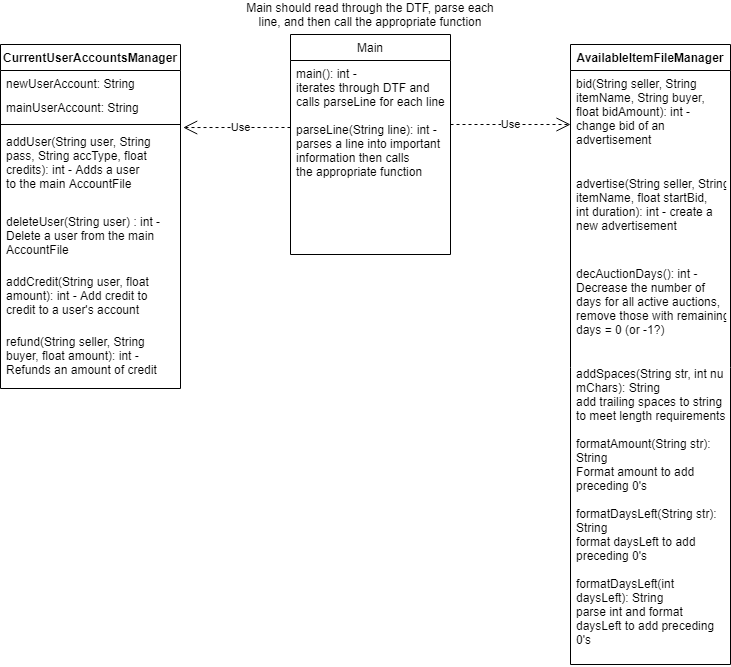 Main should read through the DTF, parse each
line, and then call the appropriate function
CurrentUserAccountsManager
newUserAccount: String
mainUserAccount: String
addUser(String user, String
pass, String accType, float
credits): int - Adds a user
to the main AccountFile
deleteUser(String user) : int -
Delete a user from the main
AccountFile
addCredit(String user, float
amount): int - Add credit to
credit to a user's account
refund(String seller, String
buyer, float amount): int -
Refunds an amount of credit
Use
Main
main(): int -
iterates through DTF and
calls parseLine for each line
parseLine(String line): int -
parses a line into important
information then calls
the appropriate function
Use
AvailableItemFileManager
bid(String seller, String
itemName, String buyer,
float bidAmount): int -
change bid of an
advertisement
advertise(String seller, String
itemName, float startBid,
int duration): int - create a
new advertisement
decAuctionDays(): int -
Decrease the number of
days for all active auctions,
remove those with remaining
days = 0 (or -1?)
addSpaces(String str, int nu
mChars): String
add trailing spaces to string
to meet length requirements
formatAmount(String str):
String
Format amount to add
preceding 0's
formatDaysLeft(String str):
String
format daysLeft to add
preceding 0's
formatDaysLeft(int
daysLeft): String
parse int and format
daysLeft to add preceding
0's